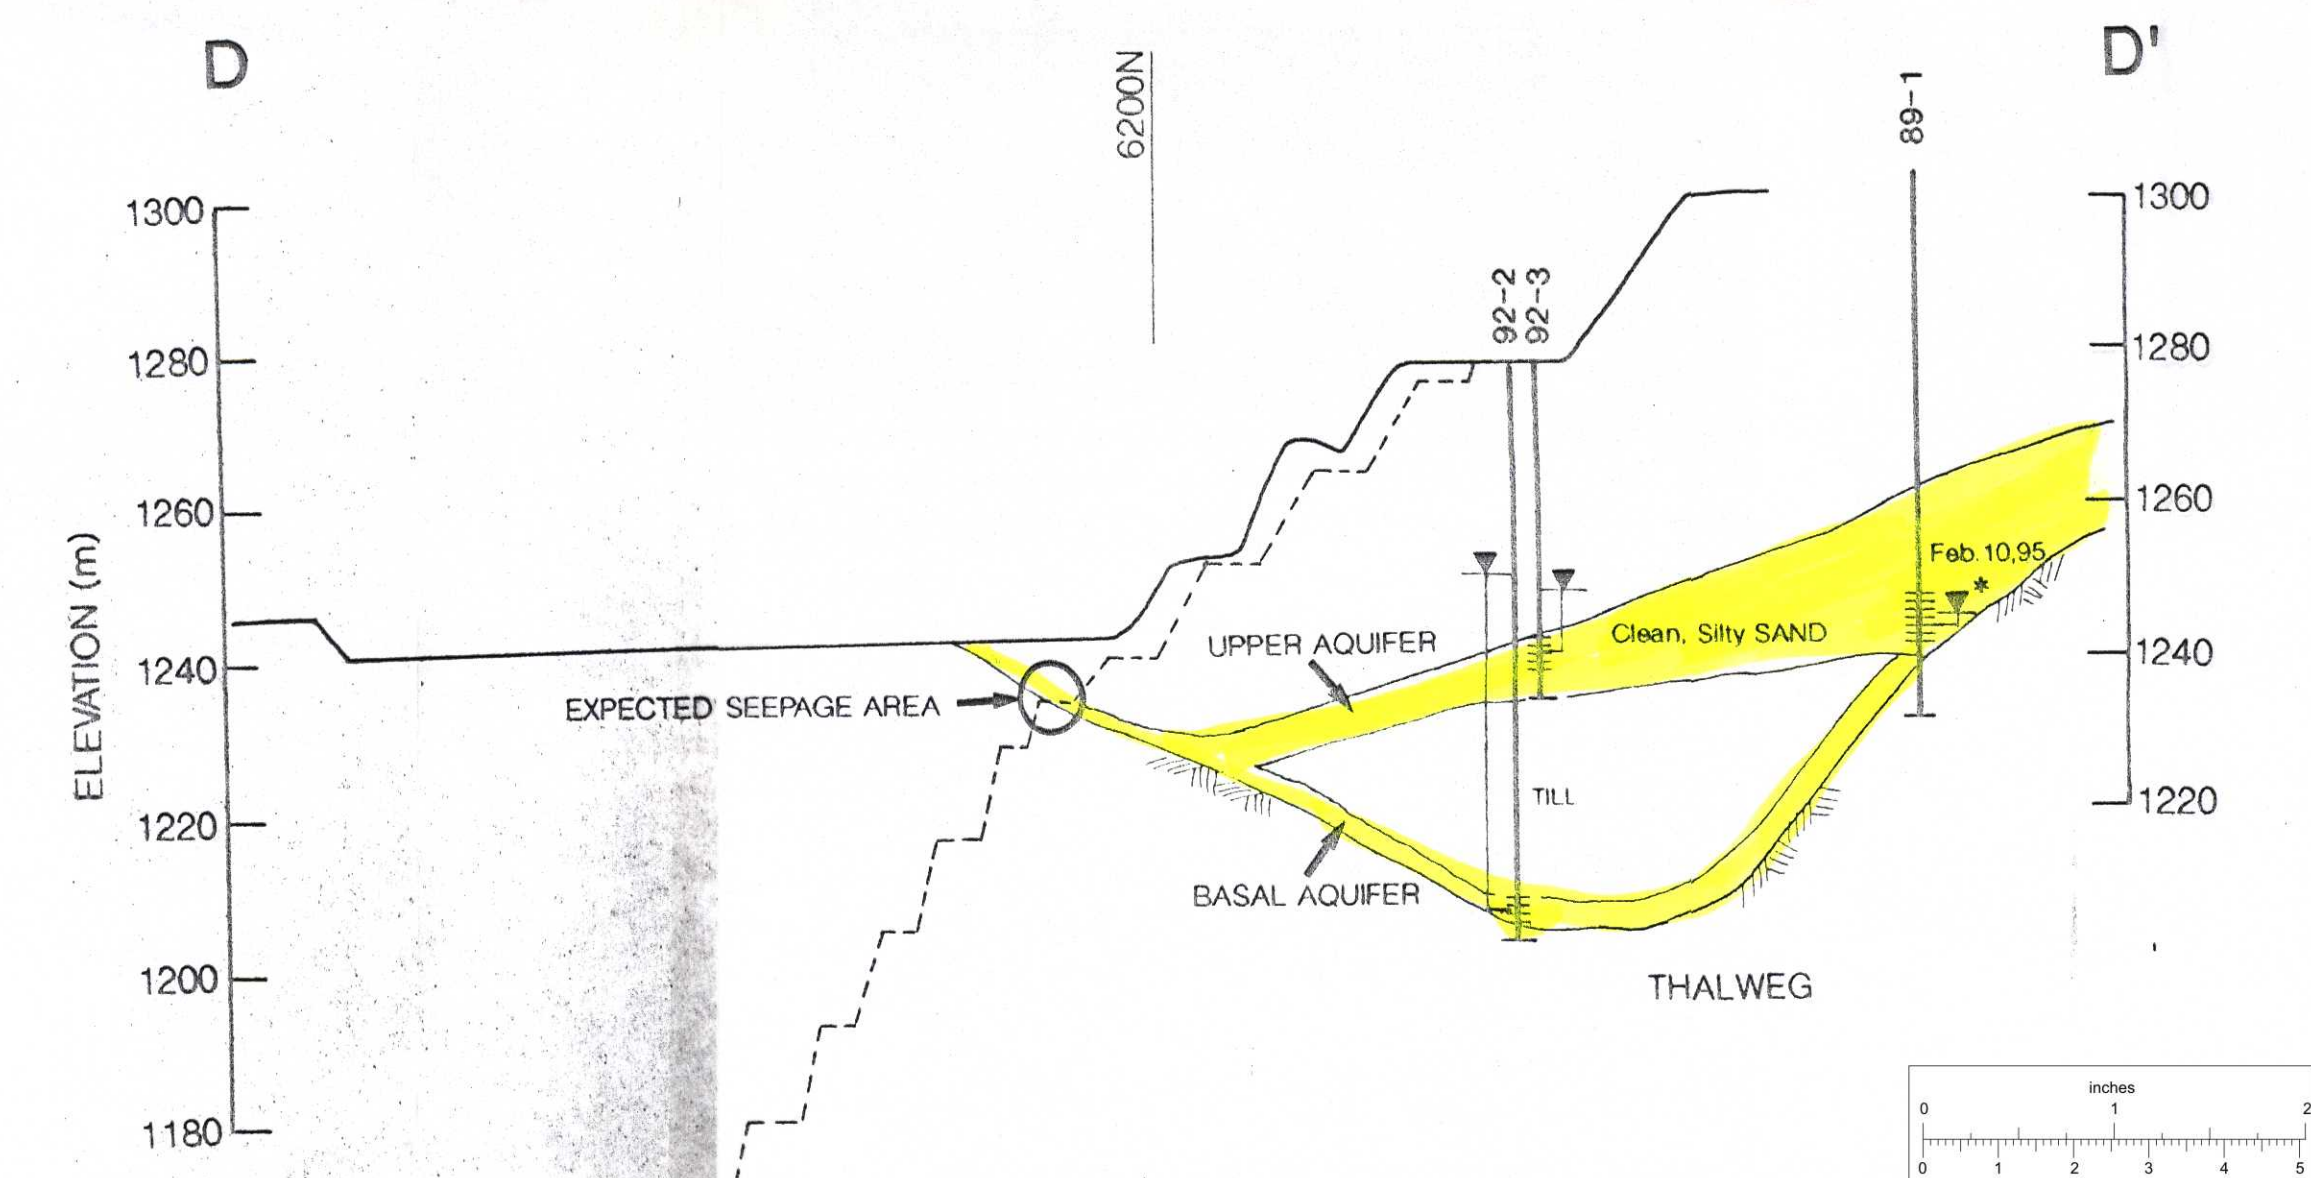 D
D'
6200N
89-1
1300
1300
92-2
92-3
1280
1280
1260
1260
Feb. 10,95
*
ELEVATION (m)
UPPER AQUIFER
Clean, Silty SAND
1240
1240
EXPECTED SEEPAGE AREA
TILL
1220
1220
BASAL AQUIFER
1200
THALWEG
1180
inches
0 1 2
0 1 2 3 4 5